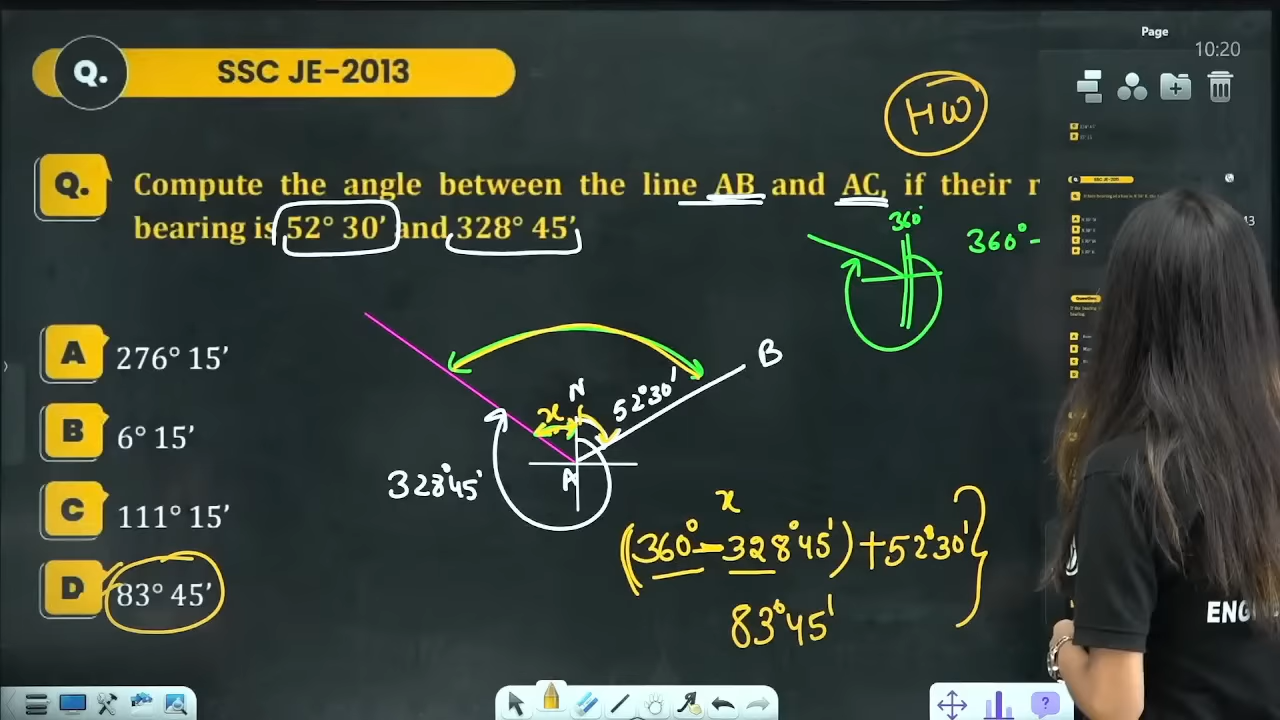 Page
10:20
Q. SSC JE-2013
HW
Q. Compute the angle between the line AB and AC, if their r
bearing is 52° 30′ and 328° 45′
360°
360° -
A 276° 15′
B 6° 15′
C 111° 15′
D 83° 45′
B
N
52°30'
x
A
328°45'
x
((360° - 328°45') + 52°30'}
83°45'
ENG